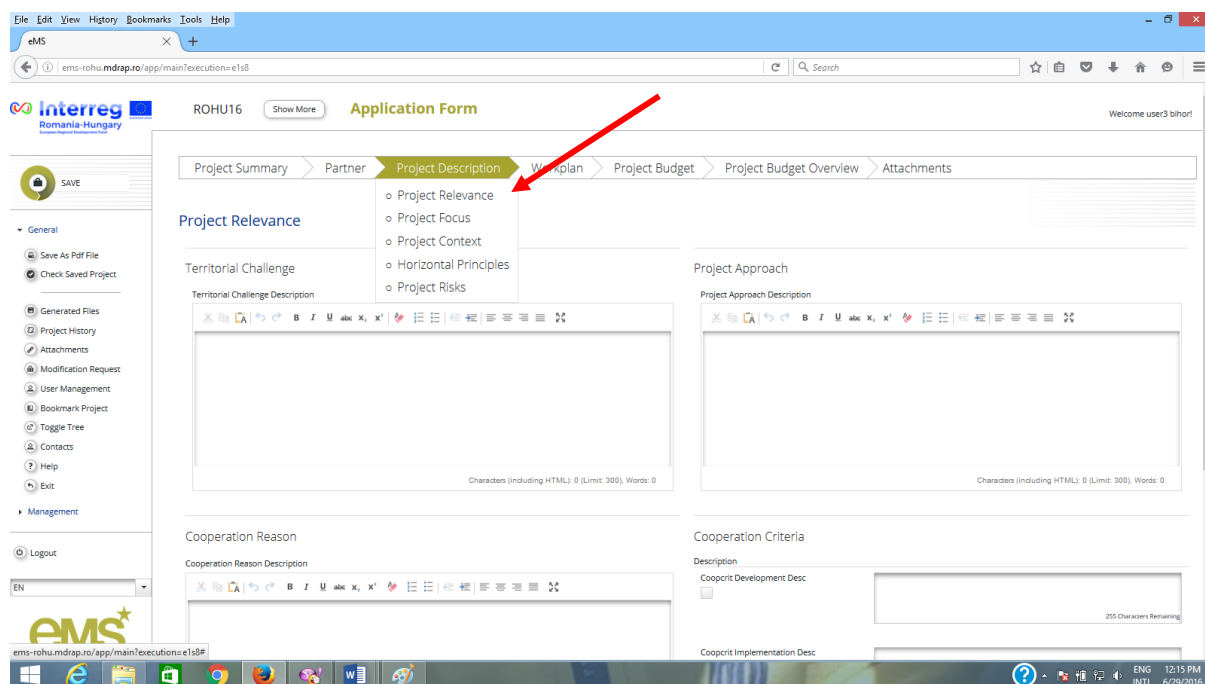 File Edit View History Bookmarks Tools Help
eMS
ems-rohu.mdrap.ro/app/main?execution=e1s8
Search
Interreg
Romania-Hungary
European Regional Development Fund
ROHU16 Show More Application Form
Welcome user3 bihor!
SAVE
Project Summary Partner Project Description Workplan Project Budget Project Budget Overview Attachments
Project Relevance
Project Focus
Project Context
Horizontal Principles
Project Risks
General
Save As Pdf File
Check Saved Project
Generated Files
Project History
Attachments
Modification Request
User Management
Bookmark Project
Toggle Tree
Contacts
Help
Exit
Management
Logout
EN
eMS
Project Relevance
Territorial Challenge
Territorial Challenge Description
Characters (including HTML): 0 (Limit: 300), Words: 0
Project Approach
Project Approach Description
Characters (including HTML): 0 (Limit: 300), Words: 0
Cooperation Reason
Cooperation Reason Description
Cooperation Criteria
Description
Coopcrit Development Desc
255 Characters Remaining
Coopcrit Implementation Desc
ems-rohu.mdrap.ro/app/main?execution=e1s8#
ENG 12:15 PM
INTL 6/29/2016